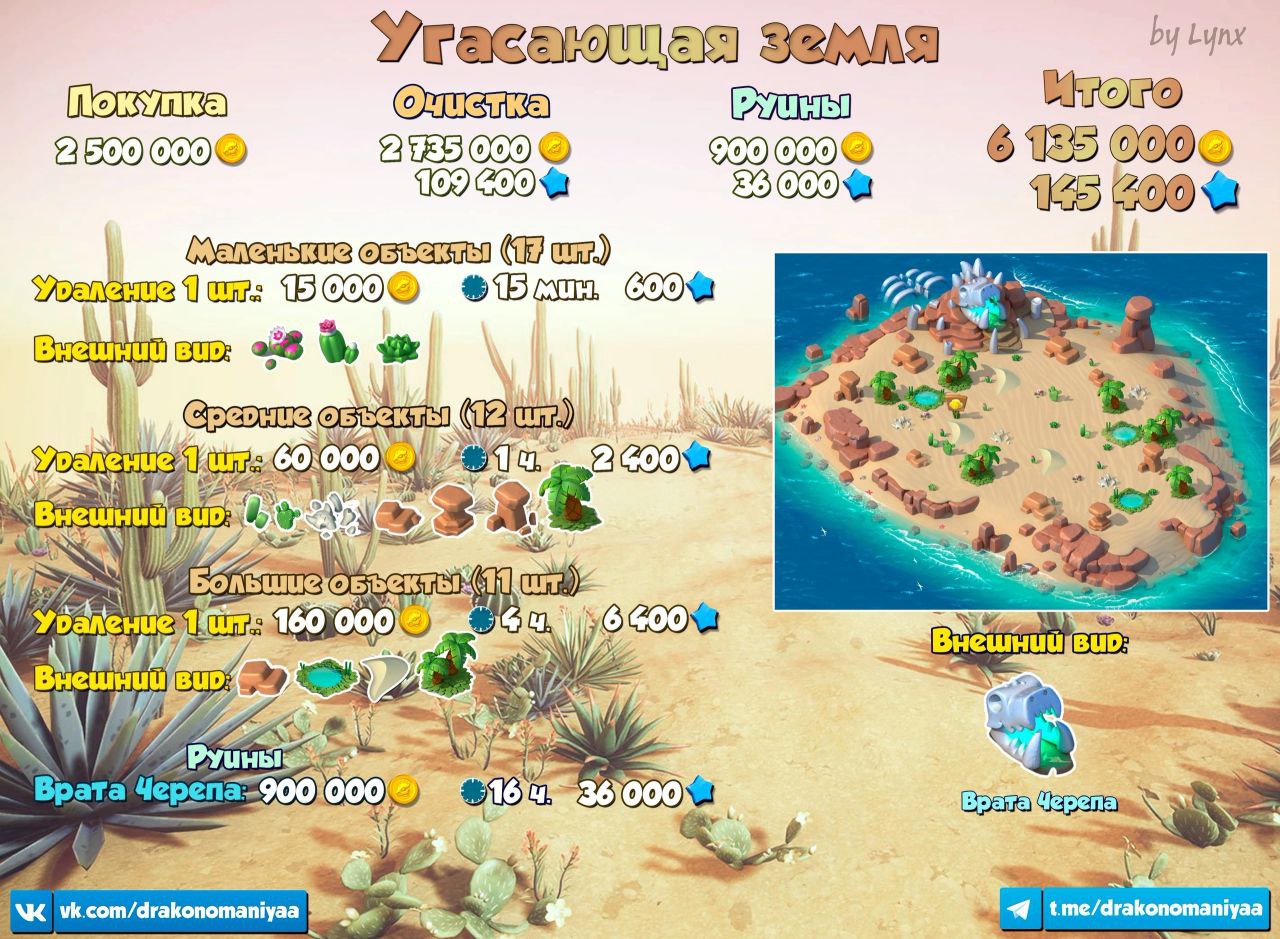 Угасающая земля
by Lynx
Покупка
2 500 000
Очистка
2 735 000
109 400
Руины
900 000
36 000
Итого
6 135 000
145 400
Маленькие объекты (17 шт.)
Удаление 1 шт.: 15 000 15 мин. 600
Внешний вид:
Средние объекты (12 шт.)
Удаление 1 шт.: 60 000 1 ч. 2 400
Внешний вид:
Большие объекты (11 шт.)
Удаление 1 шт.: 160 000 4 ч. 6 400
Внешний вид:
Руины
Врата Черепа: 900 000 16 ч. 36 000
Внешний вид:
Врата Черепа
vk.com/drakonomaniyaa
t.me/drakonomaniyaa